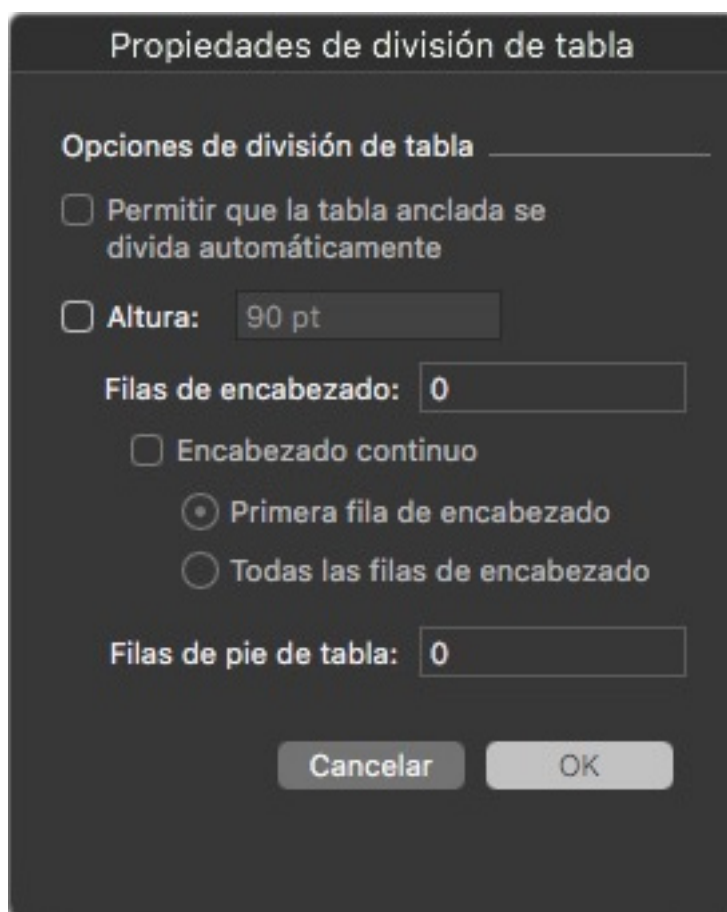 Propiedades de división de tabla
Opciones de división de tabla
Permitir que la tabla anclada se
divida automáticamente
Altura: 90 pt
Filas de encabezado: 0
Encabezado continuo
Primera fila de encabezado
Todas las filas de encabezado
Filas de pie de tabla: 0
Cancelar OK